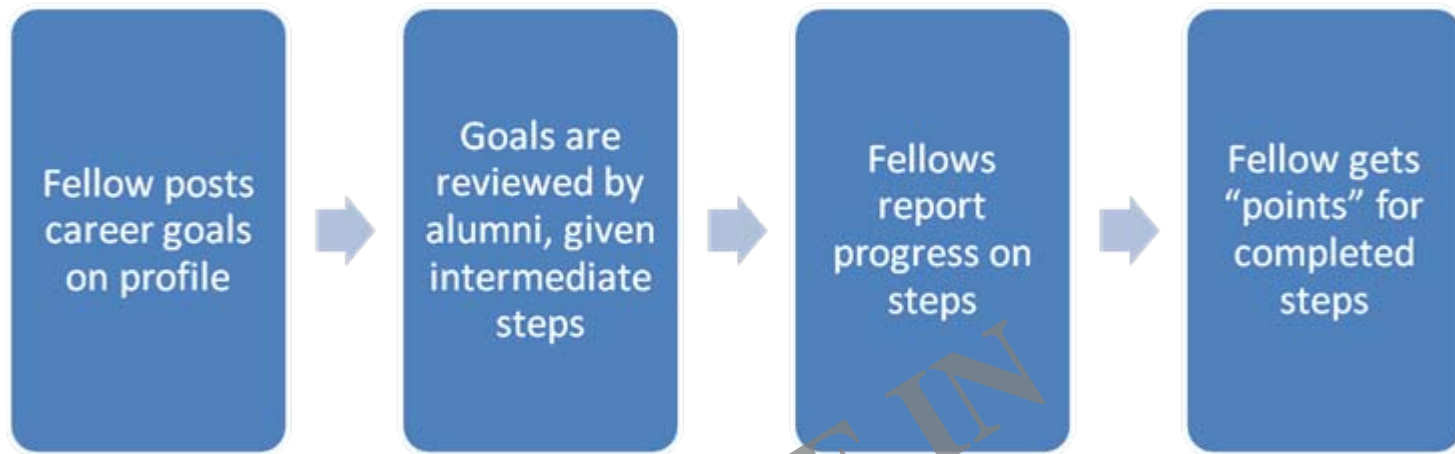 Fellow posts
career goals
on profile
Goals are
reviewed by
alumni, given
intermediate
steps
Fellows
report
progress on
steps
Fellow gets
“points” for
completed
steps
IN